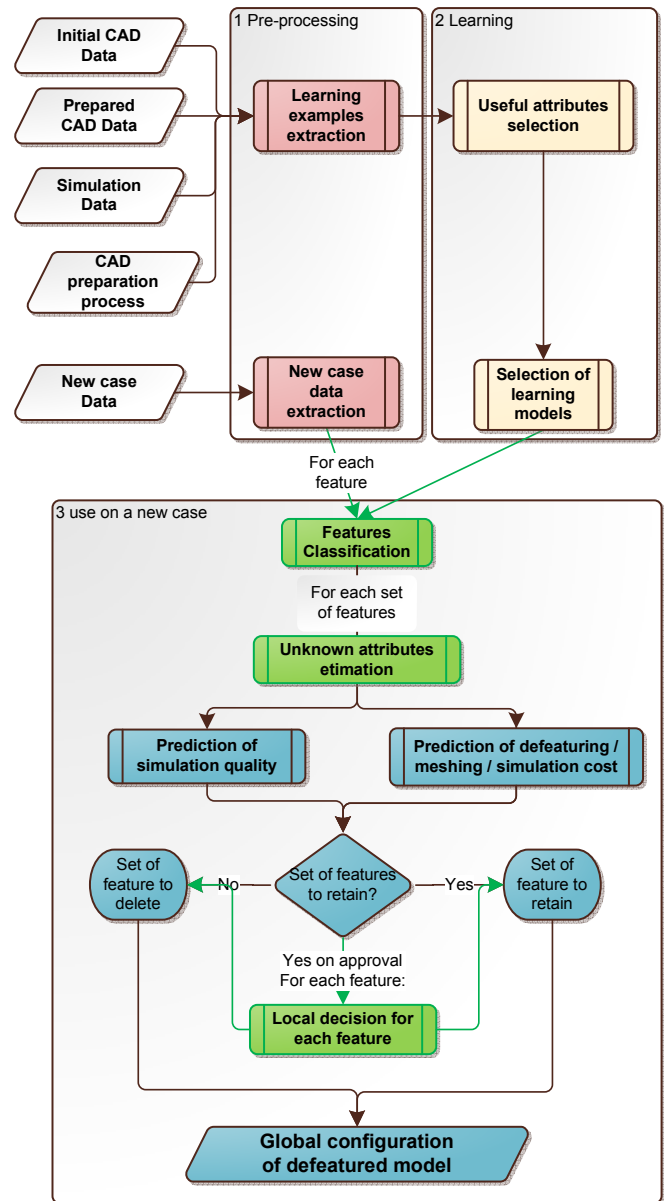 Initial CAD
Data
1 Pre-processing
2 Learning
Prepared
CAD Data
Learning
examples
extraction
Useful attributes
selection
Simulation
Data
CAD
preparation
process
New case
Data
New case
data
extraction
Selection of
learning
models
For each
feature
3 use on a new case
Features
Classification
For each set
of features
Unknown attributes
etimation
Prediction of
simulation quality
Prediction of defeaturing /
meshing / simulation cost
Set of
feature to
delete
No
Set of features
to retain?
Yes
Set of
feature to
retain
Yes on approval
For each feature:
Local decision for
each feature
Global configuration
of defeatured model